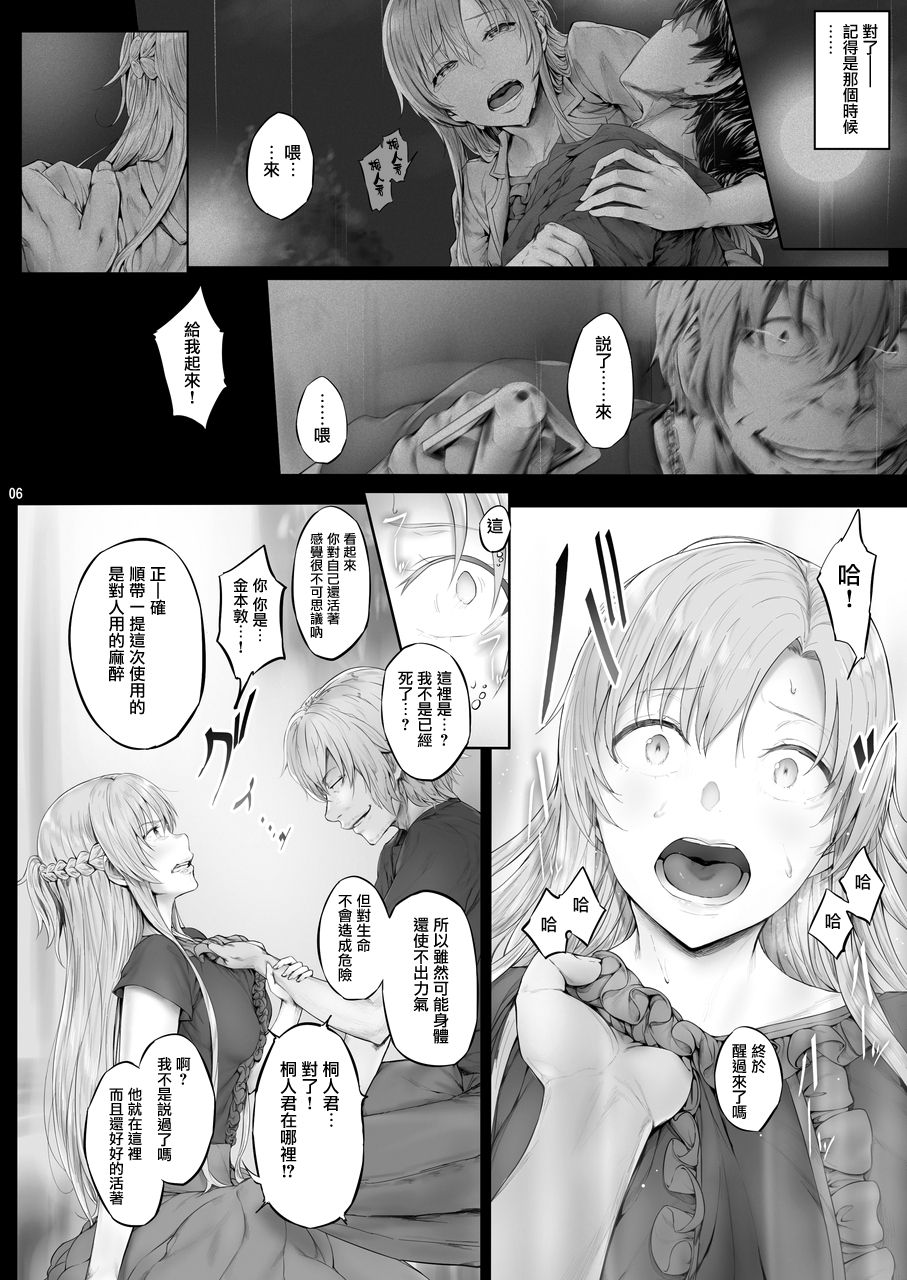 對了——
記得是那個時候
……
桐人君
桐人君
喂…
…來
說了……來
……喂
給我起來！
06
哈！
哈
哈
哈
哈
終於
醒過來了嗎
這
這裡是…？
我不是已經
死了…？
看起來
你對自己還活著
感覺很不可思議吶
你 你是…
金本敦…！
グ"ッ
正—確
順帶一提這次使用的
是對人用的麻醉
所以雖然可能身體
還使不出力氣
但對生命
不會造成危險
桐人君…
對了！
桐人君在哪裡！？
啊？
我不是說過了嗎
他就在這裡
而且還好好的活著